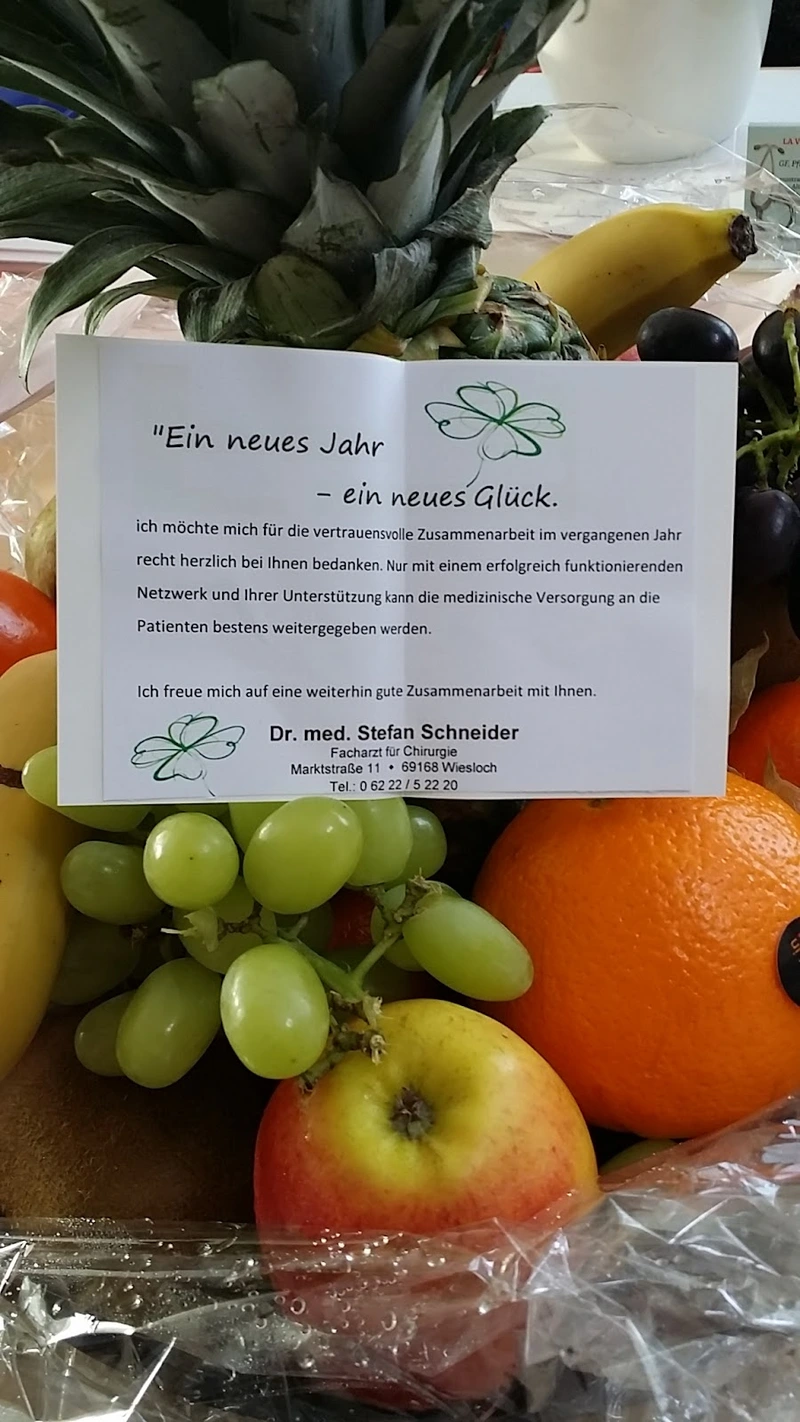 "Ein neues Jahr
– ein neues Glück.
ich möchte mich für die vertrauensvolle Zusammenarbeit im vergangenen Jahr
recht herzlich bei Ihnen bedanken. Nur mit einem erfolgreich funktionierenden
Netzwerk und Ihrer Unterstützung kann die medizinische Versorgung an die
Patienten bestens weitergegeben werden.
Ich freue mich auf eine weiterhin gute Zusammenarbeit mit Ihnen.
Dr. med. Stefan Schneider
Facharzt für Chirurgie
Marktstraße 11 • 69168 Wiesloch
Tel.: 0 62 22 / 5 22 20
LA V